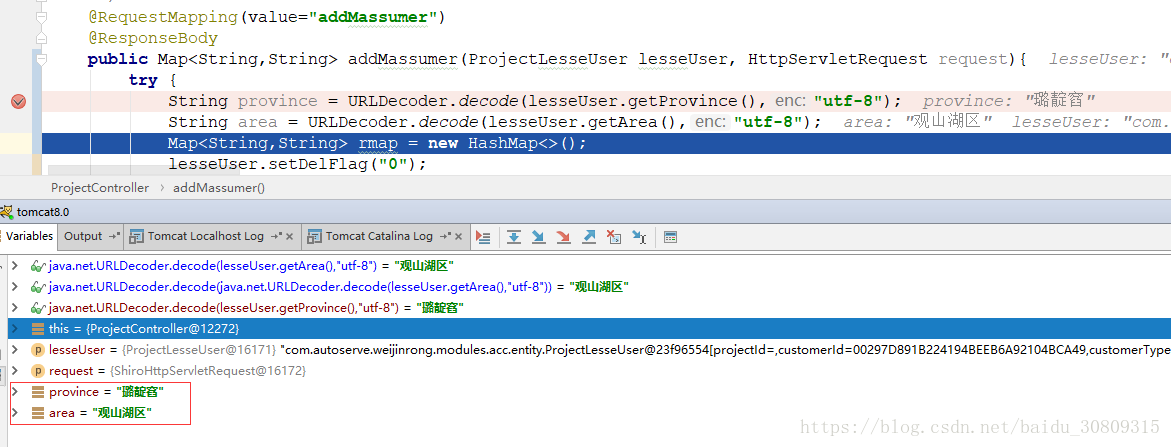 @RequestMapping(value="addMassumer")
@ResponseBody
public Map<String,String> addMassumer(ProjectLesseUser lesseUser, HttpServletRequest request){ lesseUser: "
try {
String province = URLDecoder.decode(lesseUser.getProvince(), enc: "utf-8"); province: "璐靛窞"
String area = URLDecoder.decode(lesseUser.getArea(), enc: "utf-8"); area: "观山湖区" lesseUser: "com.
Map<String,String> rmap = new HashMap<>();
lesseUser.setDelFlag("0");
ProjectController › addMassumer()
tomcat8.0
Variables Output →" Tomcat Localhost Log →" × Tomcat Catalina Log →" ×
java.net.URLDecoder.decode(lesseUser.getArea(),"utf-8") = "观山湖区"
java.net.URLDecoder.decode(java.net.URLDecoder.decode(lesseUser.getArea(),"utf-8")) = "观山湖区"
java.net.URLDecoder.decode(lesseUser.getProvince(),"utf-8") = "璐靛窞"
this = {ProjectController@12272}
lesseUser = {ProjectLesseUser@16171} "com.autoserve.weijinrong.modules.acc.entity.ProjectLesseUser@23f96554[projectId=,customerId=00297D891B224194BEEB6A92104BCA49,customerType
request = {ShiroHttpServletRequest@16172}
province = "璐靛窞"
area = "观山湖区"
https://blog.csdn.net/baidu_30809315